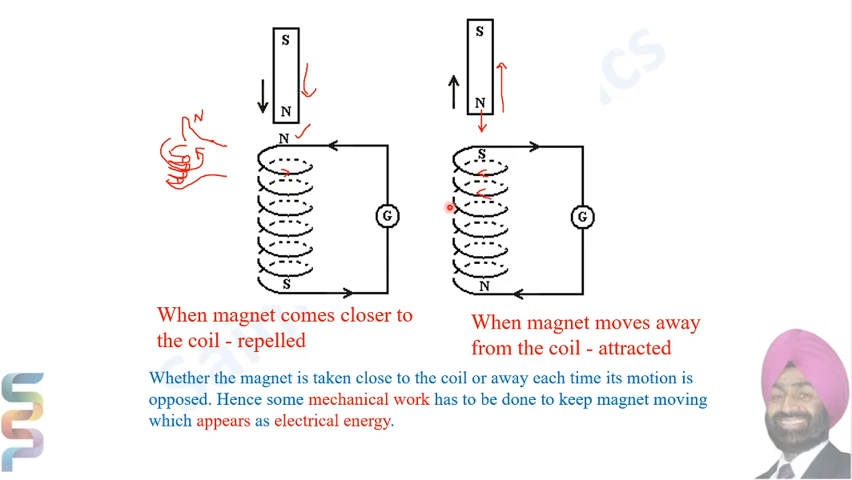 S
N
N
N
S
G
S
N
S
N
G
When magnet comes closer to
the coil - repelled
When magnet moves away
from the coil - attracted
Whether the magnet is taken close to the coil or away each time its motion is
opposed. Hence some mechanical work has to be done to keep magnet moving
which appears as electrical energy.